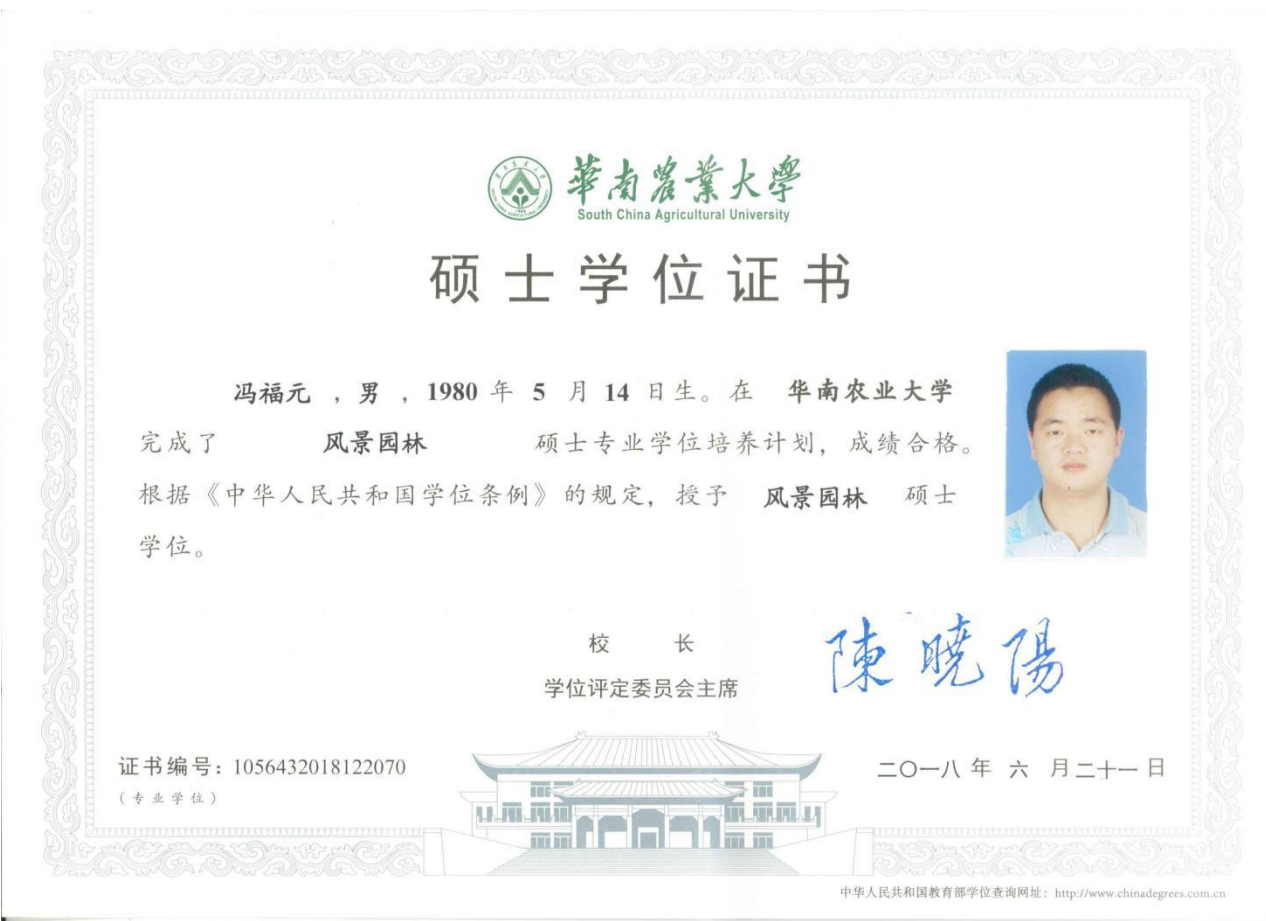 華南農業大學
South China Agricultural University
硕士学位证书
冯福元 ，男 ，1980 年 5 月 14 日生。在 华南农业大学
完成了 风景园林 硕士专业学位培养计划，成绩合格。
根据《中华人民共和国学位条例》的规定，授予 风景园林 硕士
学位。
校 长
学位评定委员会主席
陳曉陽
证书编号：1056432018122070
（专业学位）
二〇一八 年 六 月二十一 日
中华人民共和国教育部学位查询网址：http://www.chinadegrees.com.cn